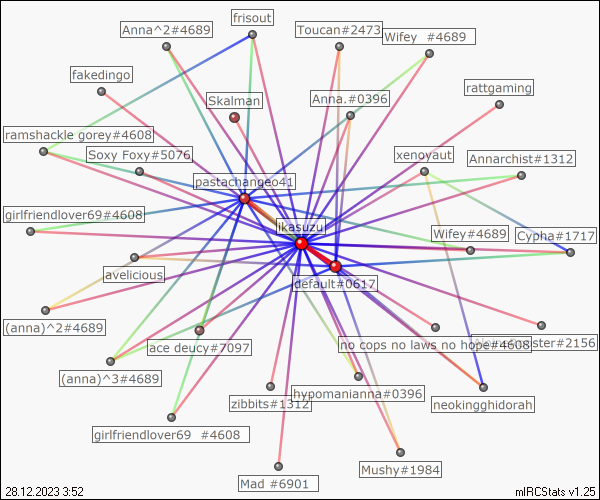 frisout
Anna^2#4689
Toucan#2473
Wifey  #4689
fakedingo
rattgaming
Skalman
Anna.#0396
ramshackle gorey#4608
Soxy Foxy#5076
xenoyaut
Annarchist#1312
pastachangeo41
girlfriendlover69#4608
ikasuzu
Wifey#4689
Cypha#1717
avelicious
default#0617
(anna)^2#4689
ace deucy#7097
no cops no laws no hope#4608
ster#2156
(anna)^3#4689
zibbits#1312
hypomanianna#0396
neokingghidorah
girlfriendlover69  #4608
Mushy#1984
Mad  #6901
28.12.2023 3:52
mIRCStats v1.25